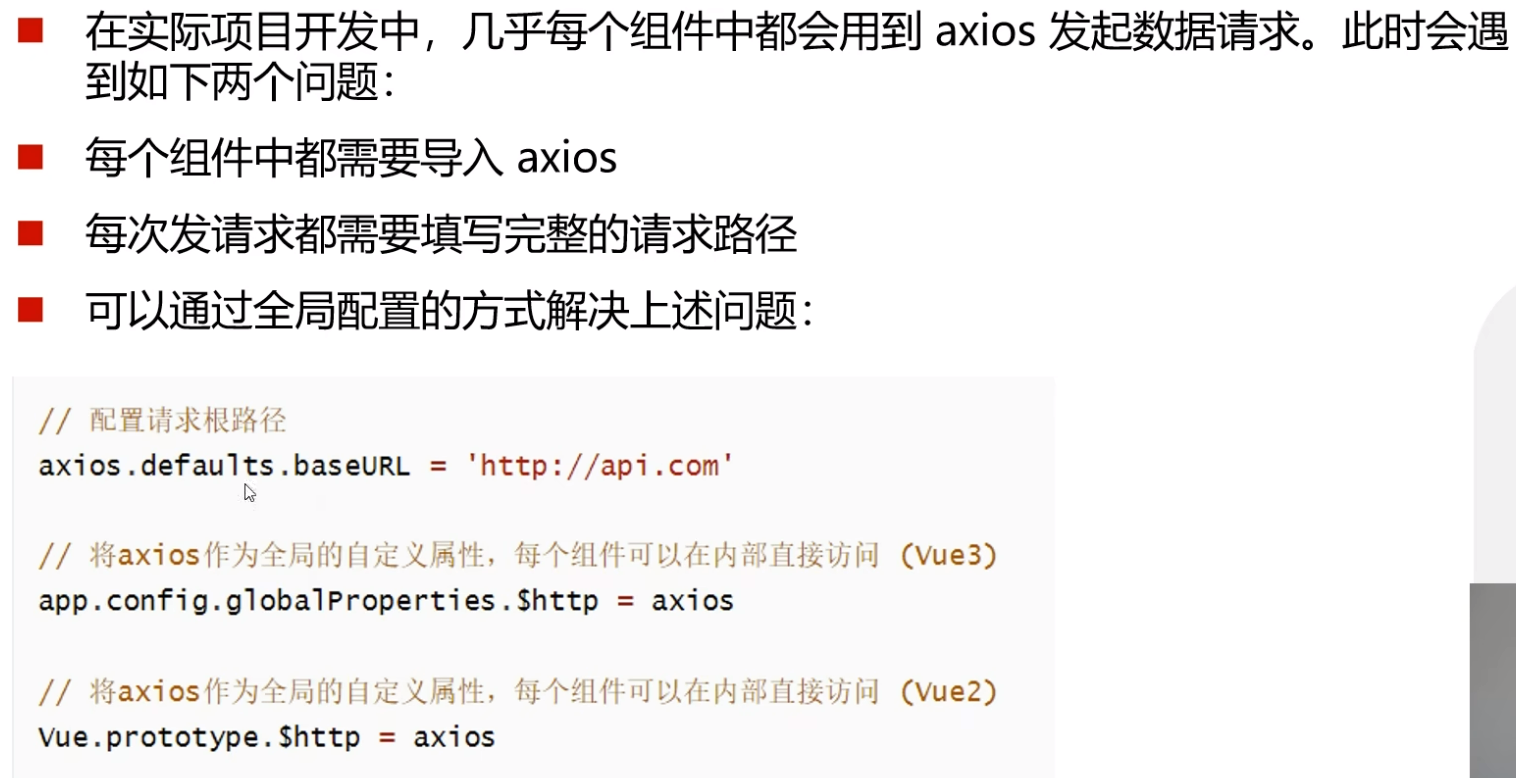 在实际项目开发中，几乎每个组件中都会用到 axios 发起数据请求。此时会遇
到如下两个问题：
每个组件中都需要导入 axios
每次发请求都需要填写完整的请求路径
可以通过全局配置的方式解决上述问题：
// 配置请求根路径
axios.defaults.baseURL = 'http://api.com'
// 将axios作为全局的自定义属性，每个组件可以在内部直接访问 (Vue3)
app.config.globalProperties.$http = axios
// 将axios作为全局的自定义属性，每个组件可以在内部直接访问 (Vue2)
Vue.prototype.$http = axios